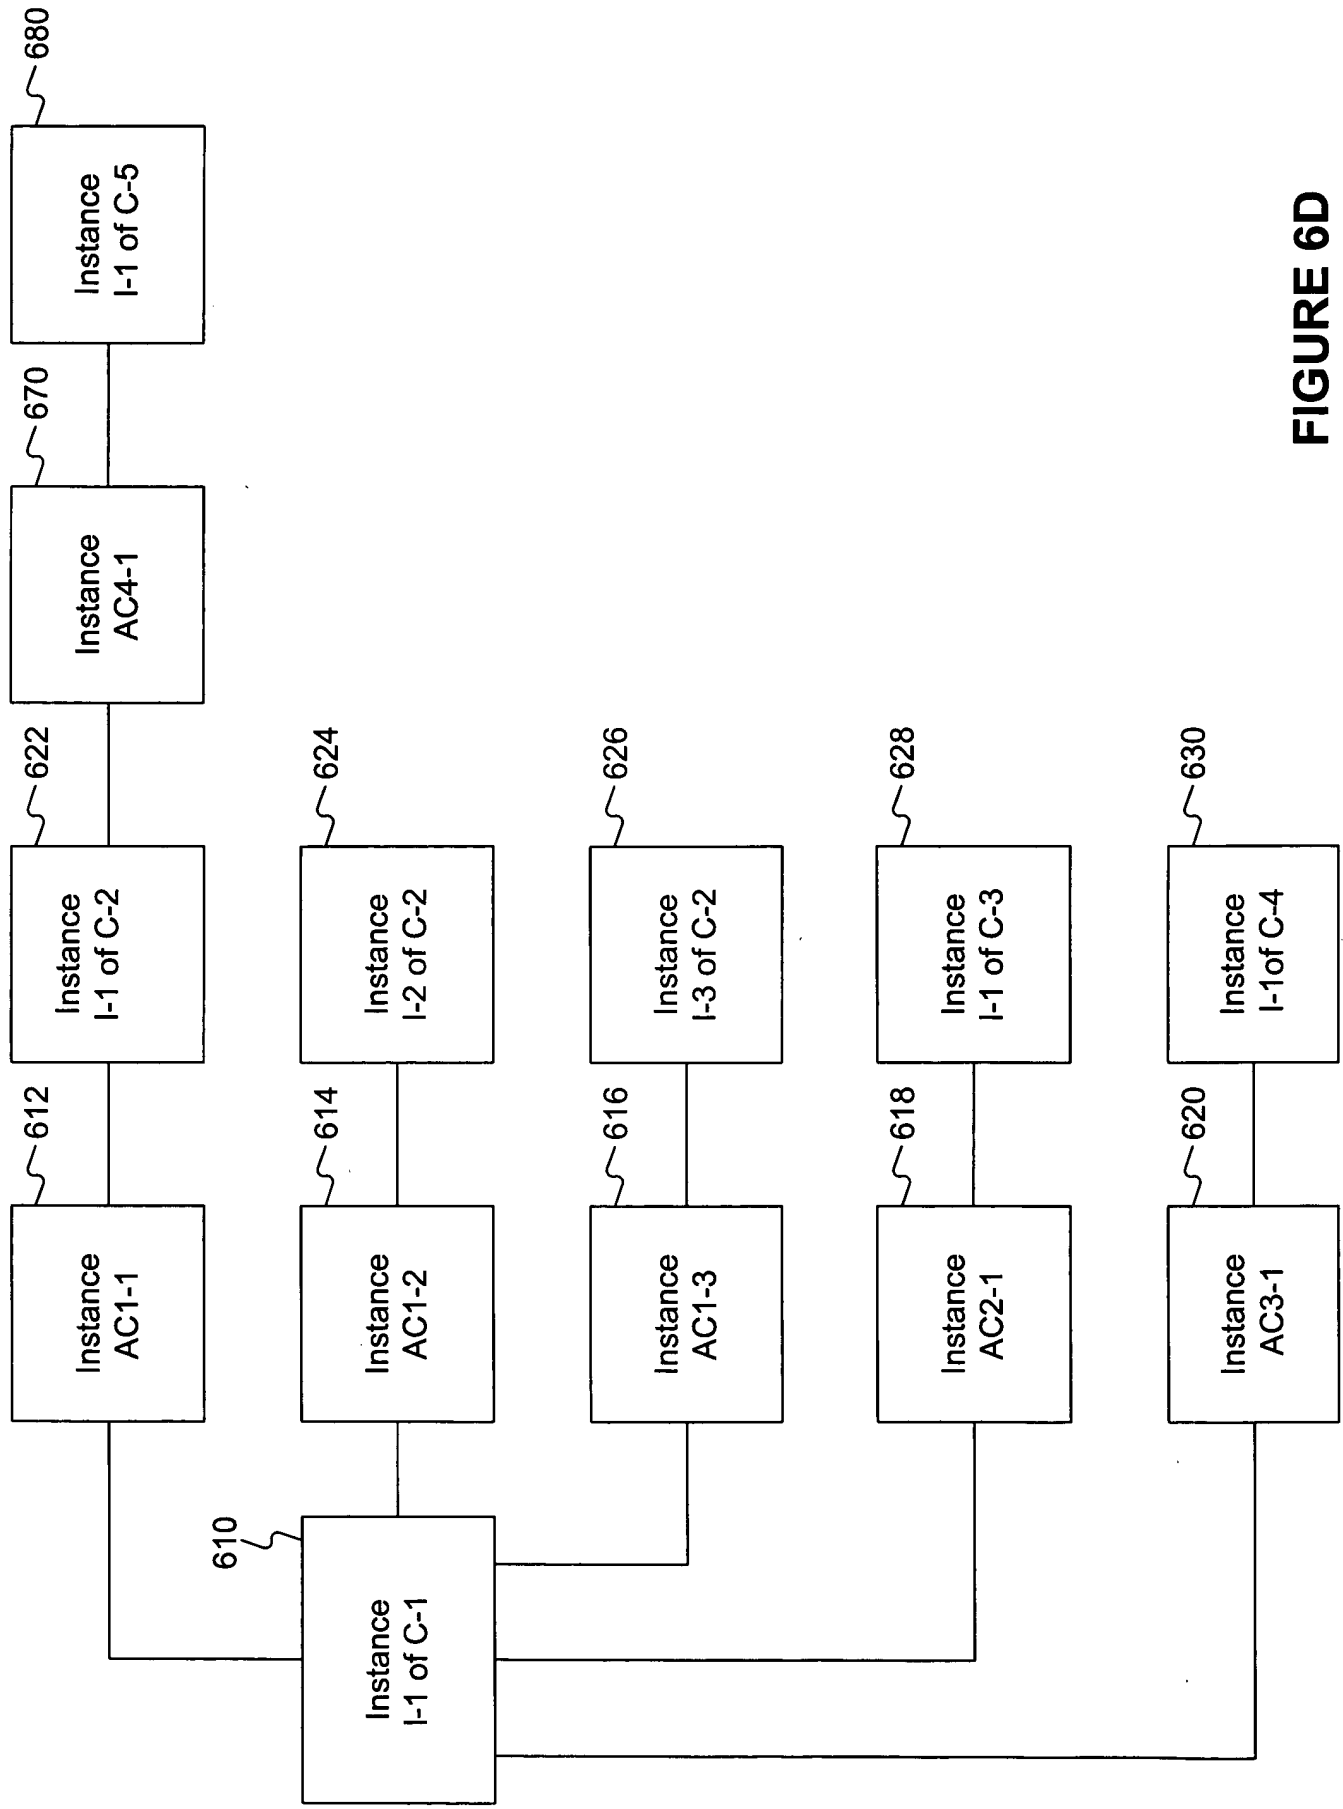 612
622
670
680
Instance
AC1-1
Instance
I-1 of C-2
Instance
AC4-1
Instance
I-1 of C-5
610
614
624
Instance
I-1 of C-1
Instance
AC1-2
Instance
I-2 of C-2
616
626
Instance
AC1-3
Instance
I-3 of C-2
618
628
Instance
AC2-1
Instance
I-1 of C-3
620
630
Instance
AC3-1
Instance
I-1of C-4
FIGURE 6D